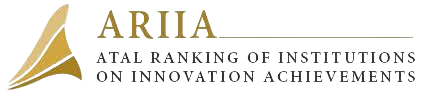 ARIIA
ATAL RANKING OF INSTITUTIONS
ON INNOVATION ACHIEVEMENTS